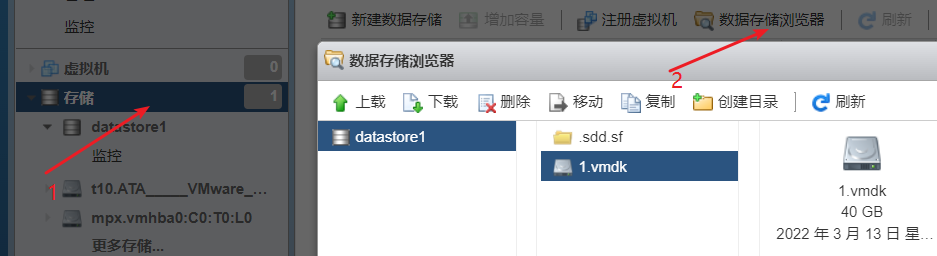 监控
虚拟机 0
存储 1
datastore1
监控
t10.ATA_____VMware_...
mpx.vmhba0:C0:T0:L0
更多存储...
1
新建数据存储 增加容量 注册虚拟机 数据存储浏览器 刷新
2
数据存储浏览器
上载 下载 删除 移动 复制 创建目录 刷新
datastore1
.sdd.sf
1.vmdk
1.vmdk
40 GB
2022 年 3 月 13 日 星...